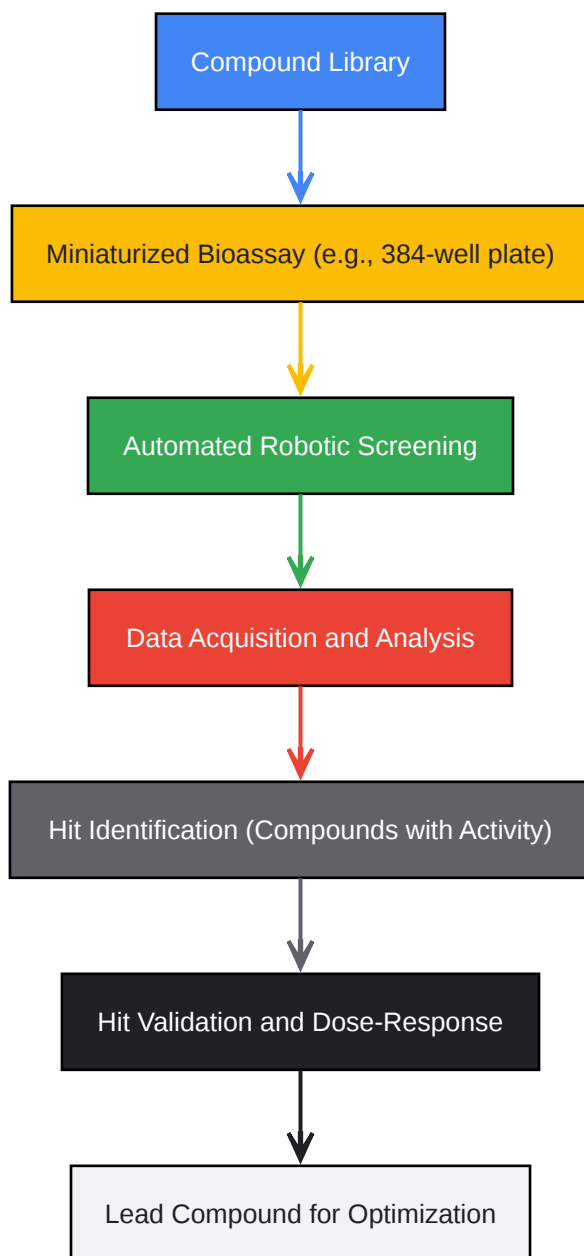 Compound Library
Miniaturized Bioassay (e.g., 384-well plate)
Automated Robotic Screening
Data Acquisition and Analysis
Hit Identification (Compounds with Activity)
Hit Validation and Dose-Response
Lead Compound for Optimization